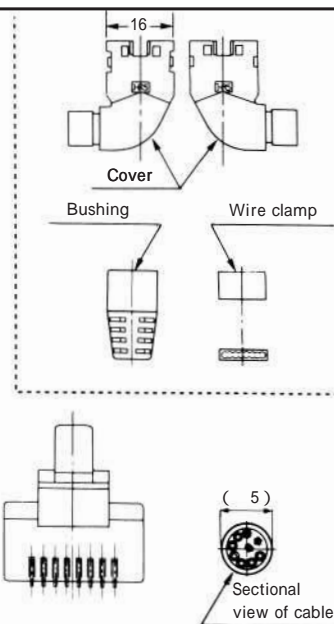 16
Cover
Bushing
Wire clamp
( 5 )
Sectional
view of cable